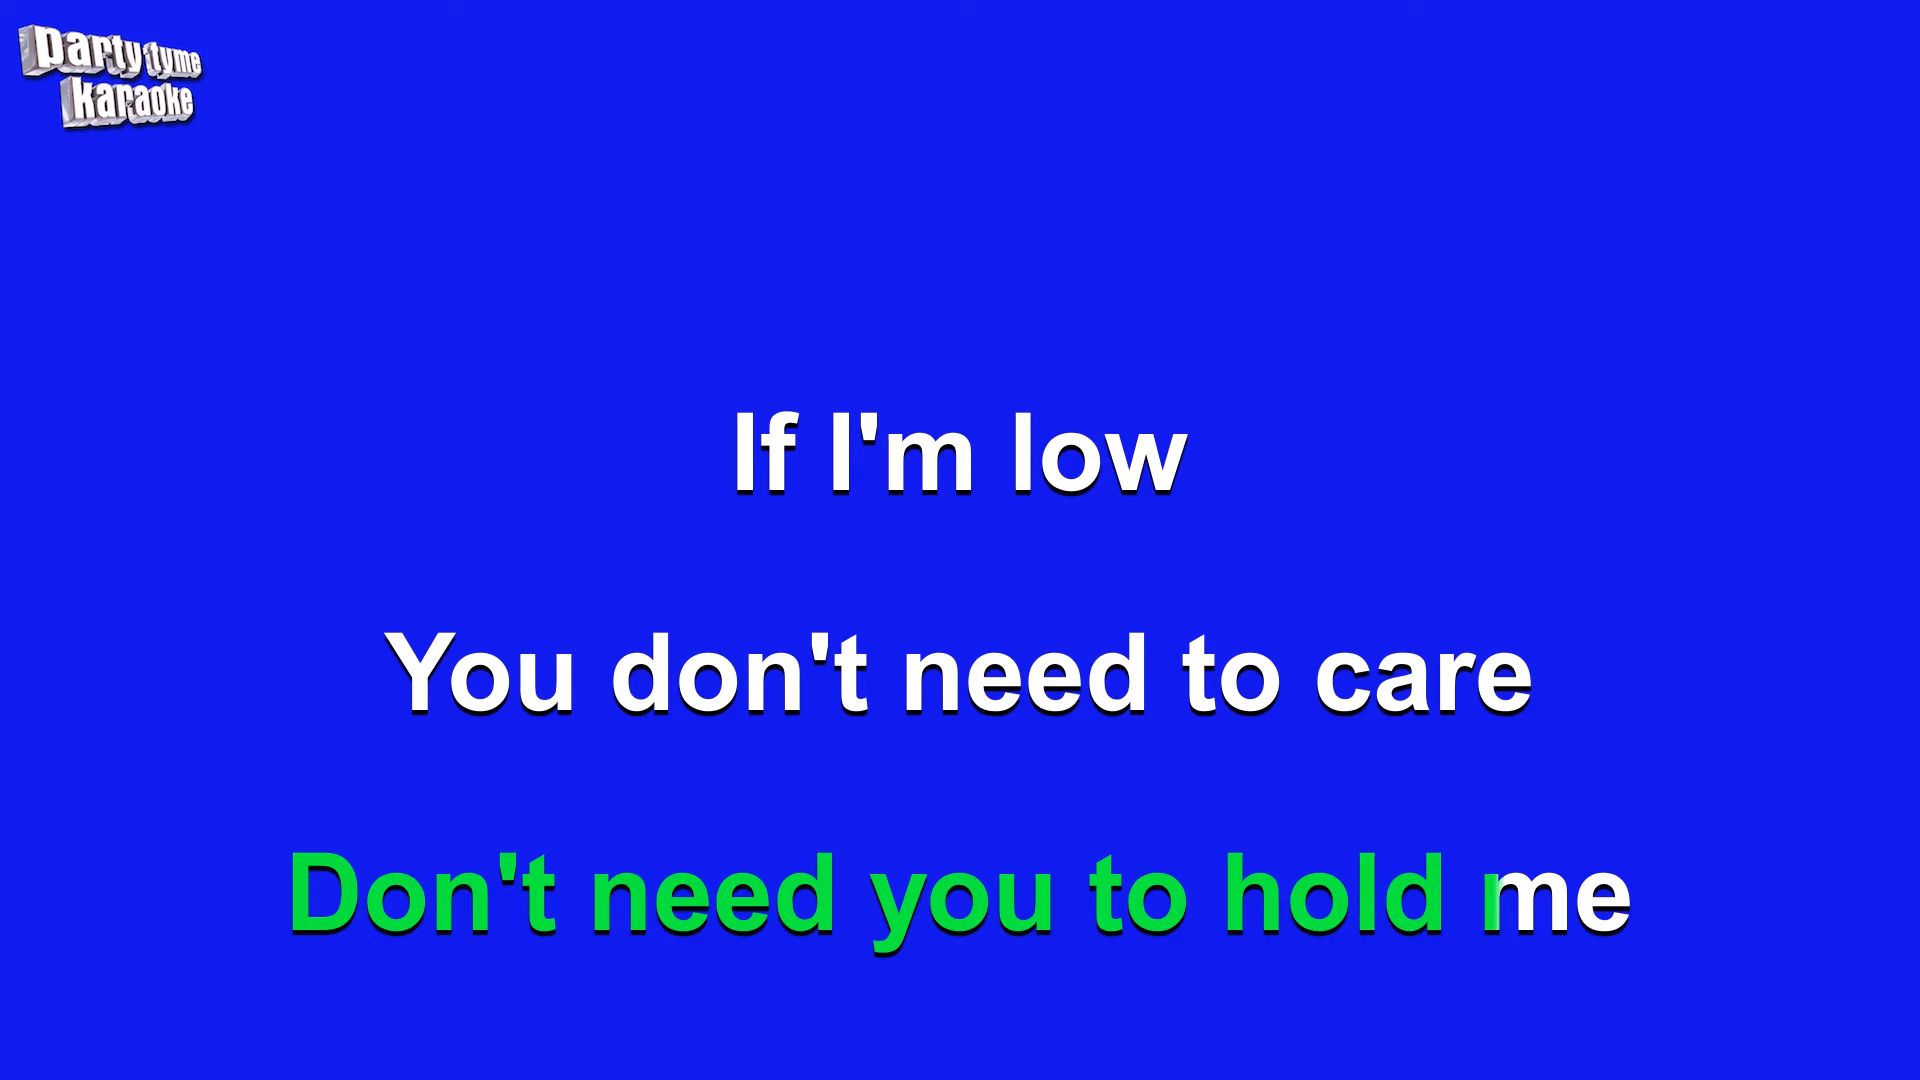 party tyme
karaoke
If I'm low
You don't need to care
Don't need you to hold me